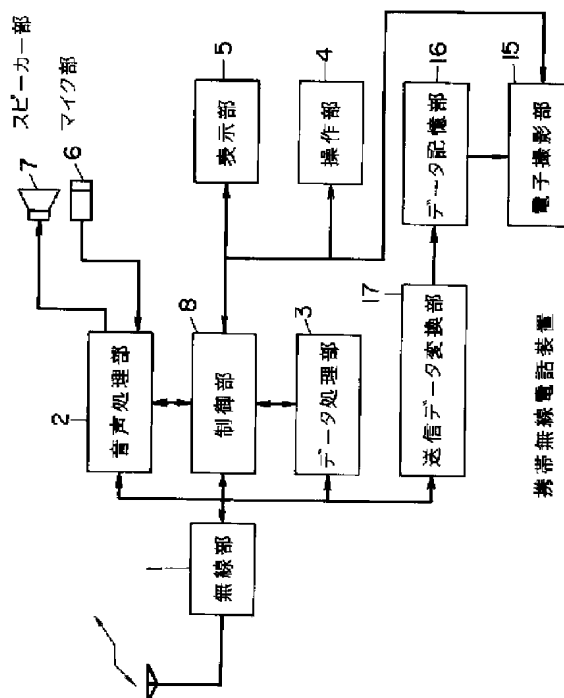 7
スピーカー部
6
マイク部
2
音声処理部
5
表示部
8
制御部
4
操作部
1
無線部
3
データ処理部
16
データ記憶部
17
送信データ変換部
15
電子撮影部
携帯無線電話装置